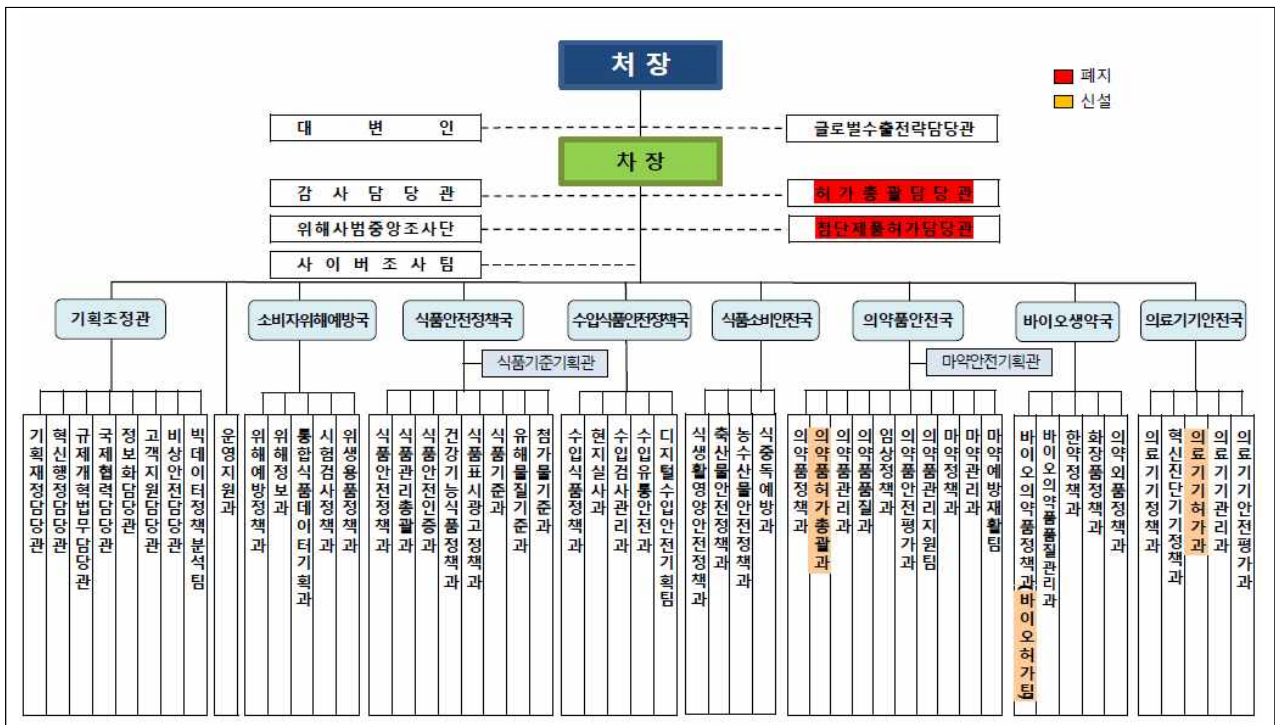 처 장
폐지
신설
대 변 인
글로벌수출전략담당관
차 장
감 사 담 당 관
허 가 총 괄 담 당 관
위해사범중앙조사단
첨단제품허가담당관
사 이 버 조 사 팀
기획조정관
소비자위해예방국
식품안전정책국
수입식품안전정책국
식품소비안전국
의약품안전국
바이오생약국
의료기기안전국
식품기준기획관
마약안전기획관
기획재정담당관
혁신행정담당관
규제개혁법무담당관
국제협력담당관
정보화담당관
고객지원담당관
비상안전담당관
빅데이터정책분석팀
운영지원과
위해예방정책과
위해정보과
통합식품데이터기획과
시험검사정책과
위생용품정책과
식품안전정책과
식품관리총괄과
식품안전인증과
건강기능식품정책과
식품표시광고정책과
식품기준과
유해물질기준과
첨가물기준과
수입식품정책과
현지실사과
수입검사관리과
수입유통안전과
디지털수입안전기획팀
식생활영양안전정책과
축산물안전정책과
농수산물안전정책과
식중독예방과
의약품정책과
의약품허가총괄과
의약품관리과
의약품품질과
임상정책과
의약품안전평가과
의약품관리지원팀
마약정책과
마약관리과
마약예방재활팀
바이오의약품정책과(바이오허가팀)
바이오의약품품질관리과
한약정책과
화장품정책과
의약외품정책과
의료기기정책과
혁신진단기기정책과
의료기기허가과
의료기기관리과
의료기기안전평가과